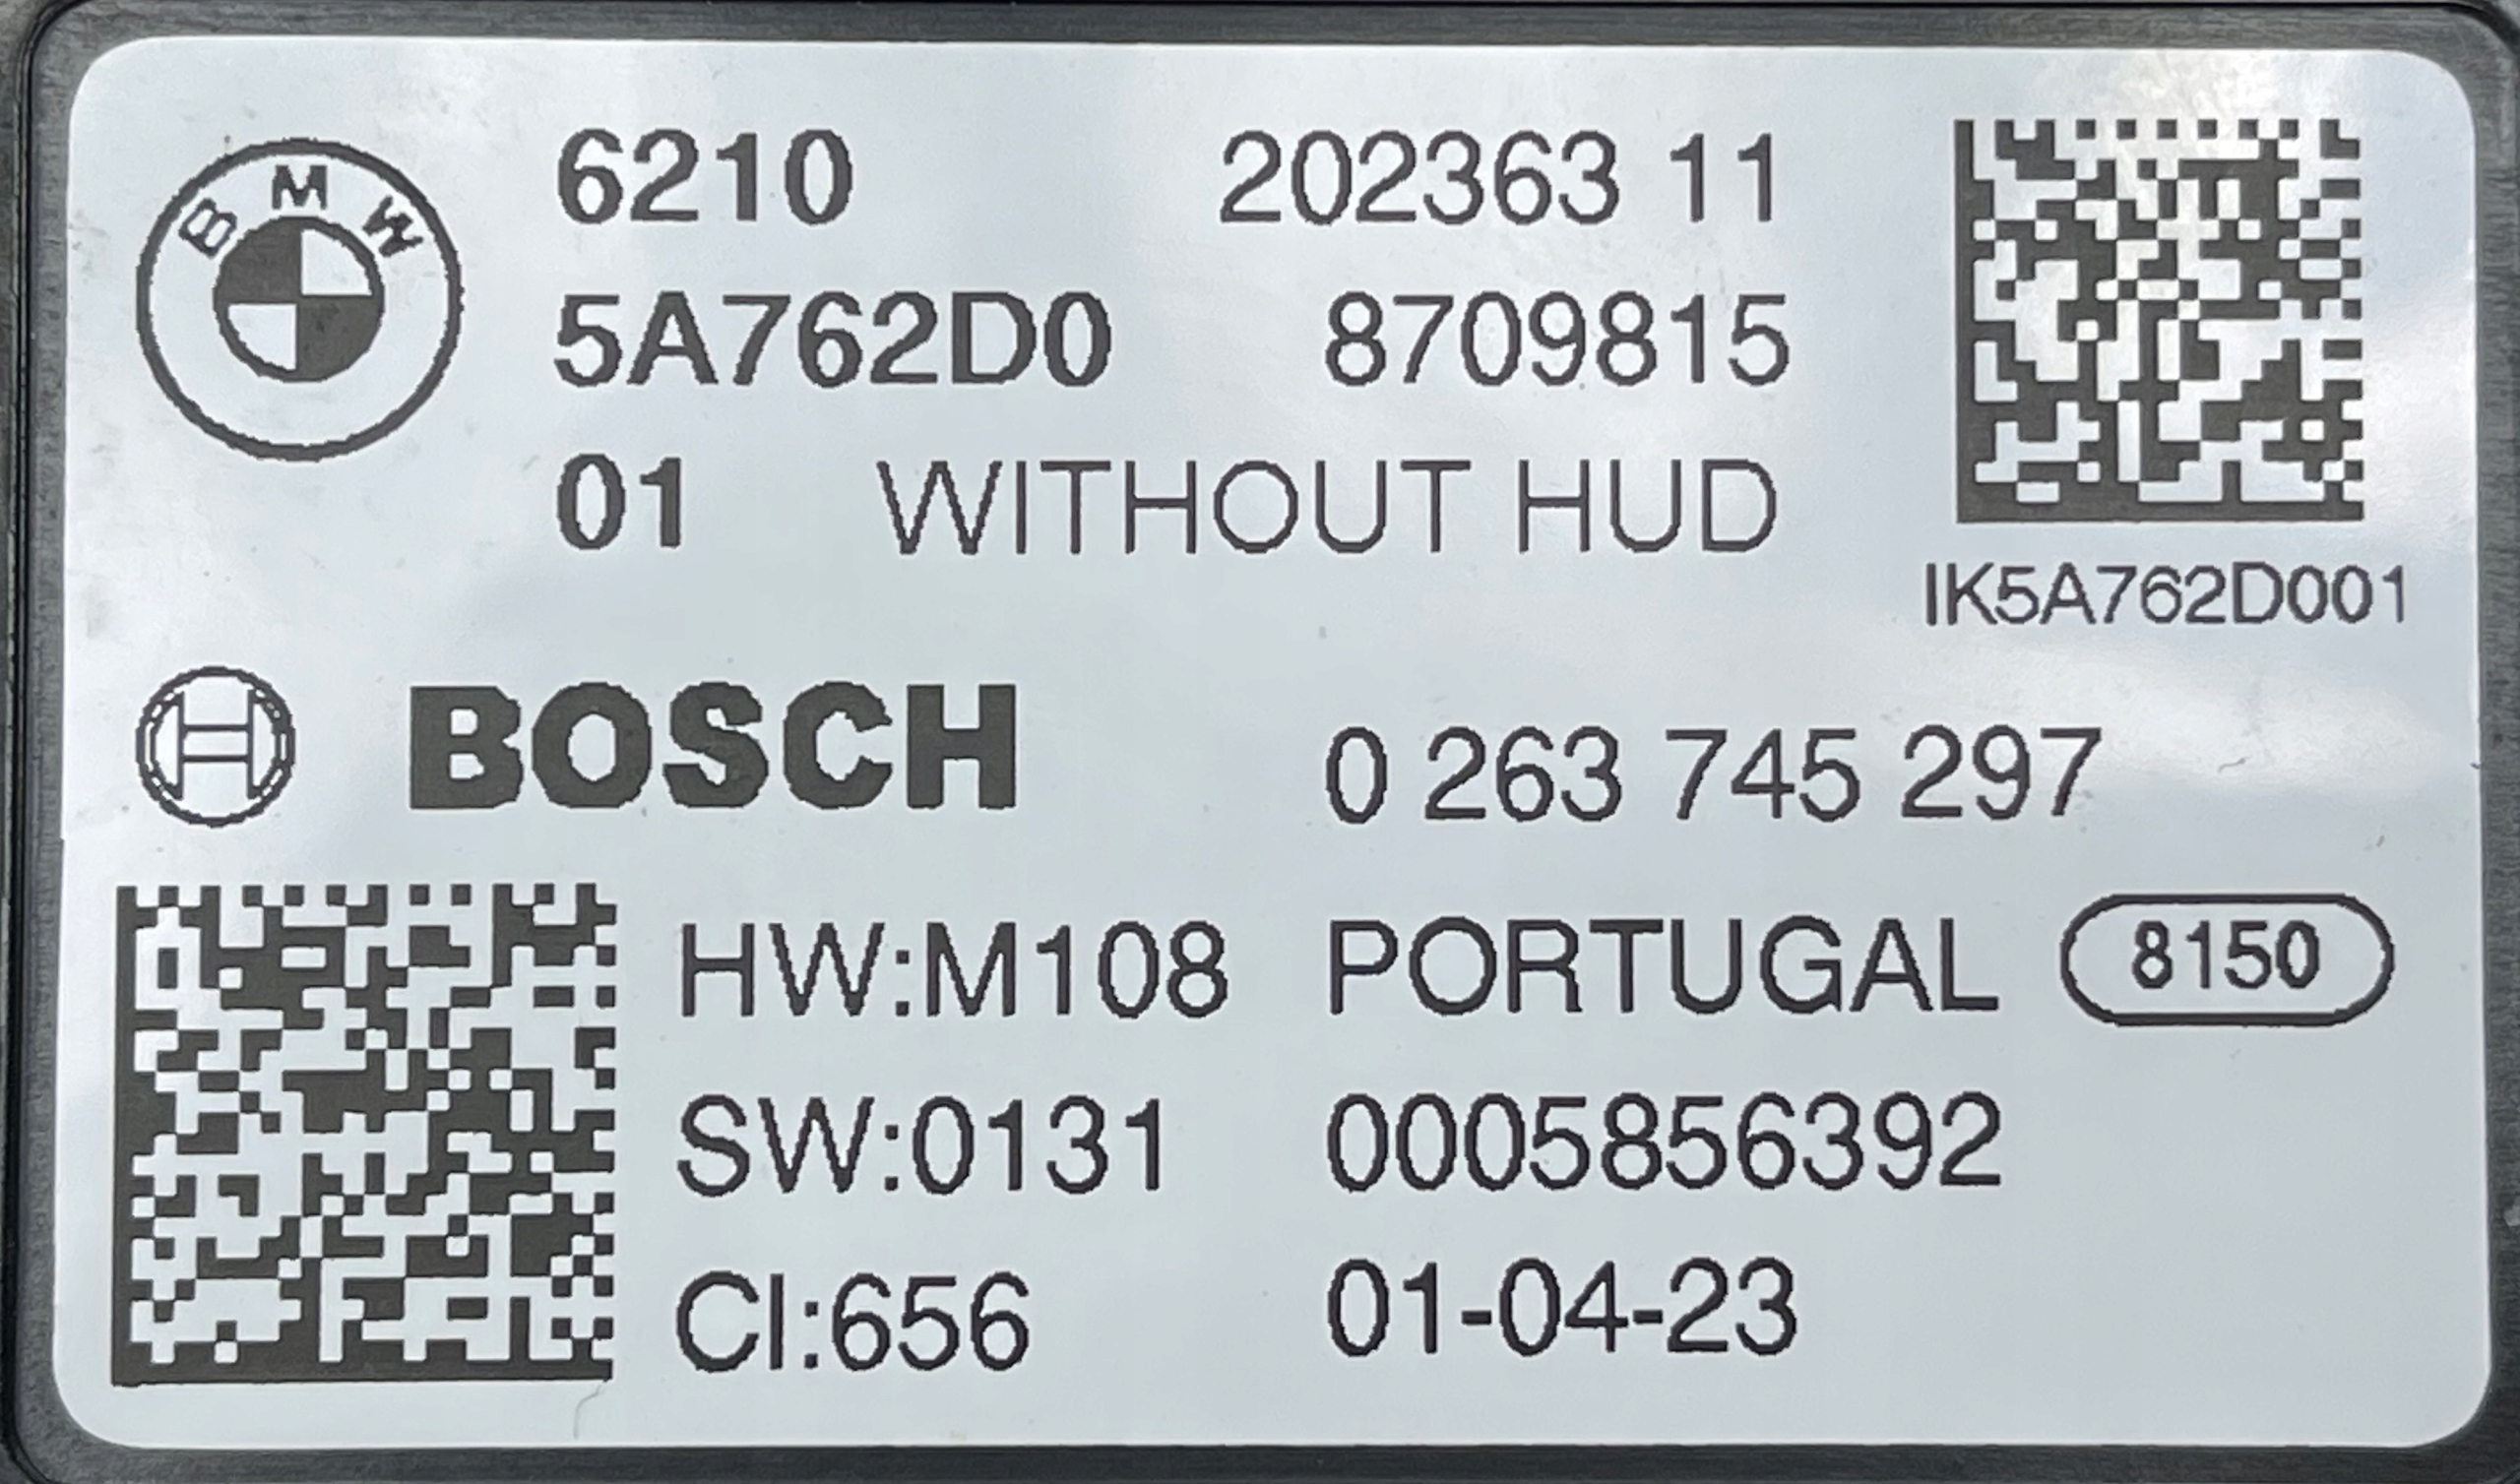 BMW 6210 202363 11
5A762D0 8709815
01 WITHOUT HUD
IK5A762D001
BOSCH 0 263 745 297
HW:M108 PORTUGAL 8150
SW:0131 0005856392
CI:656 01-04-23